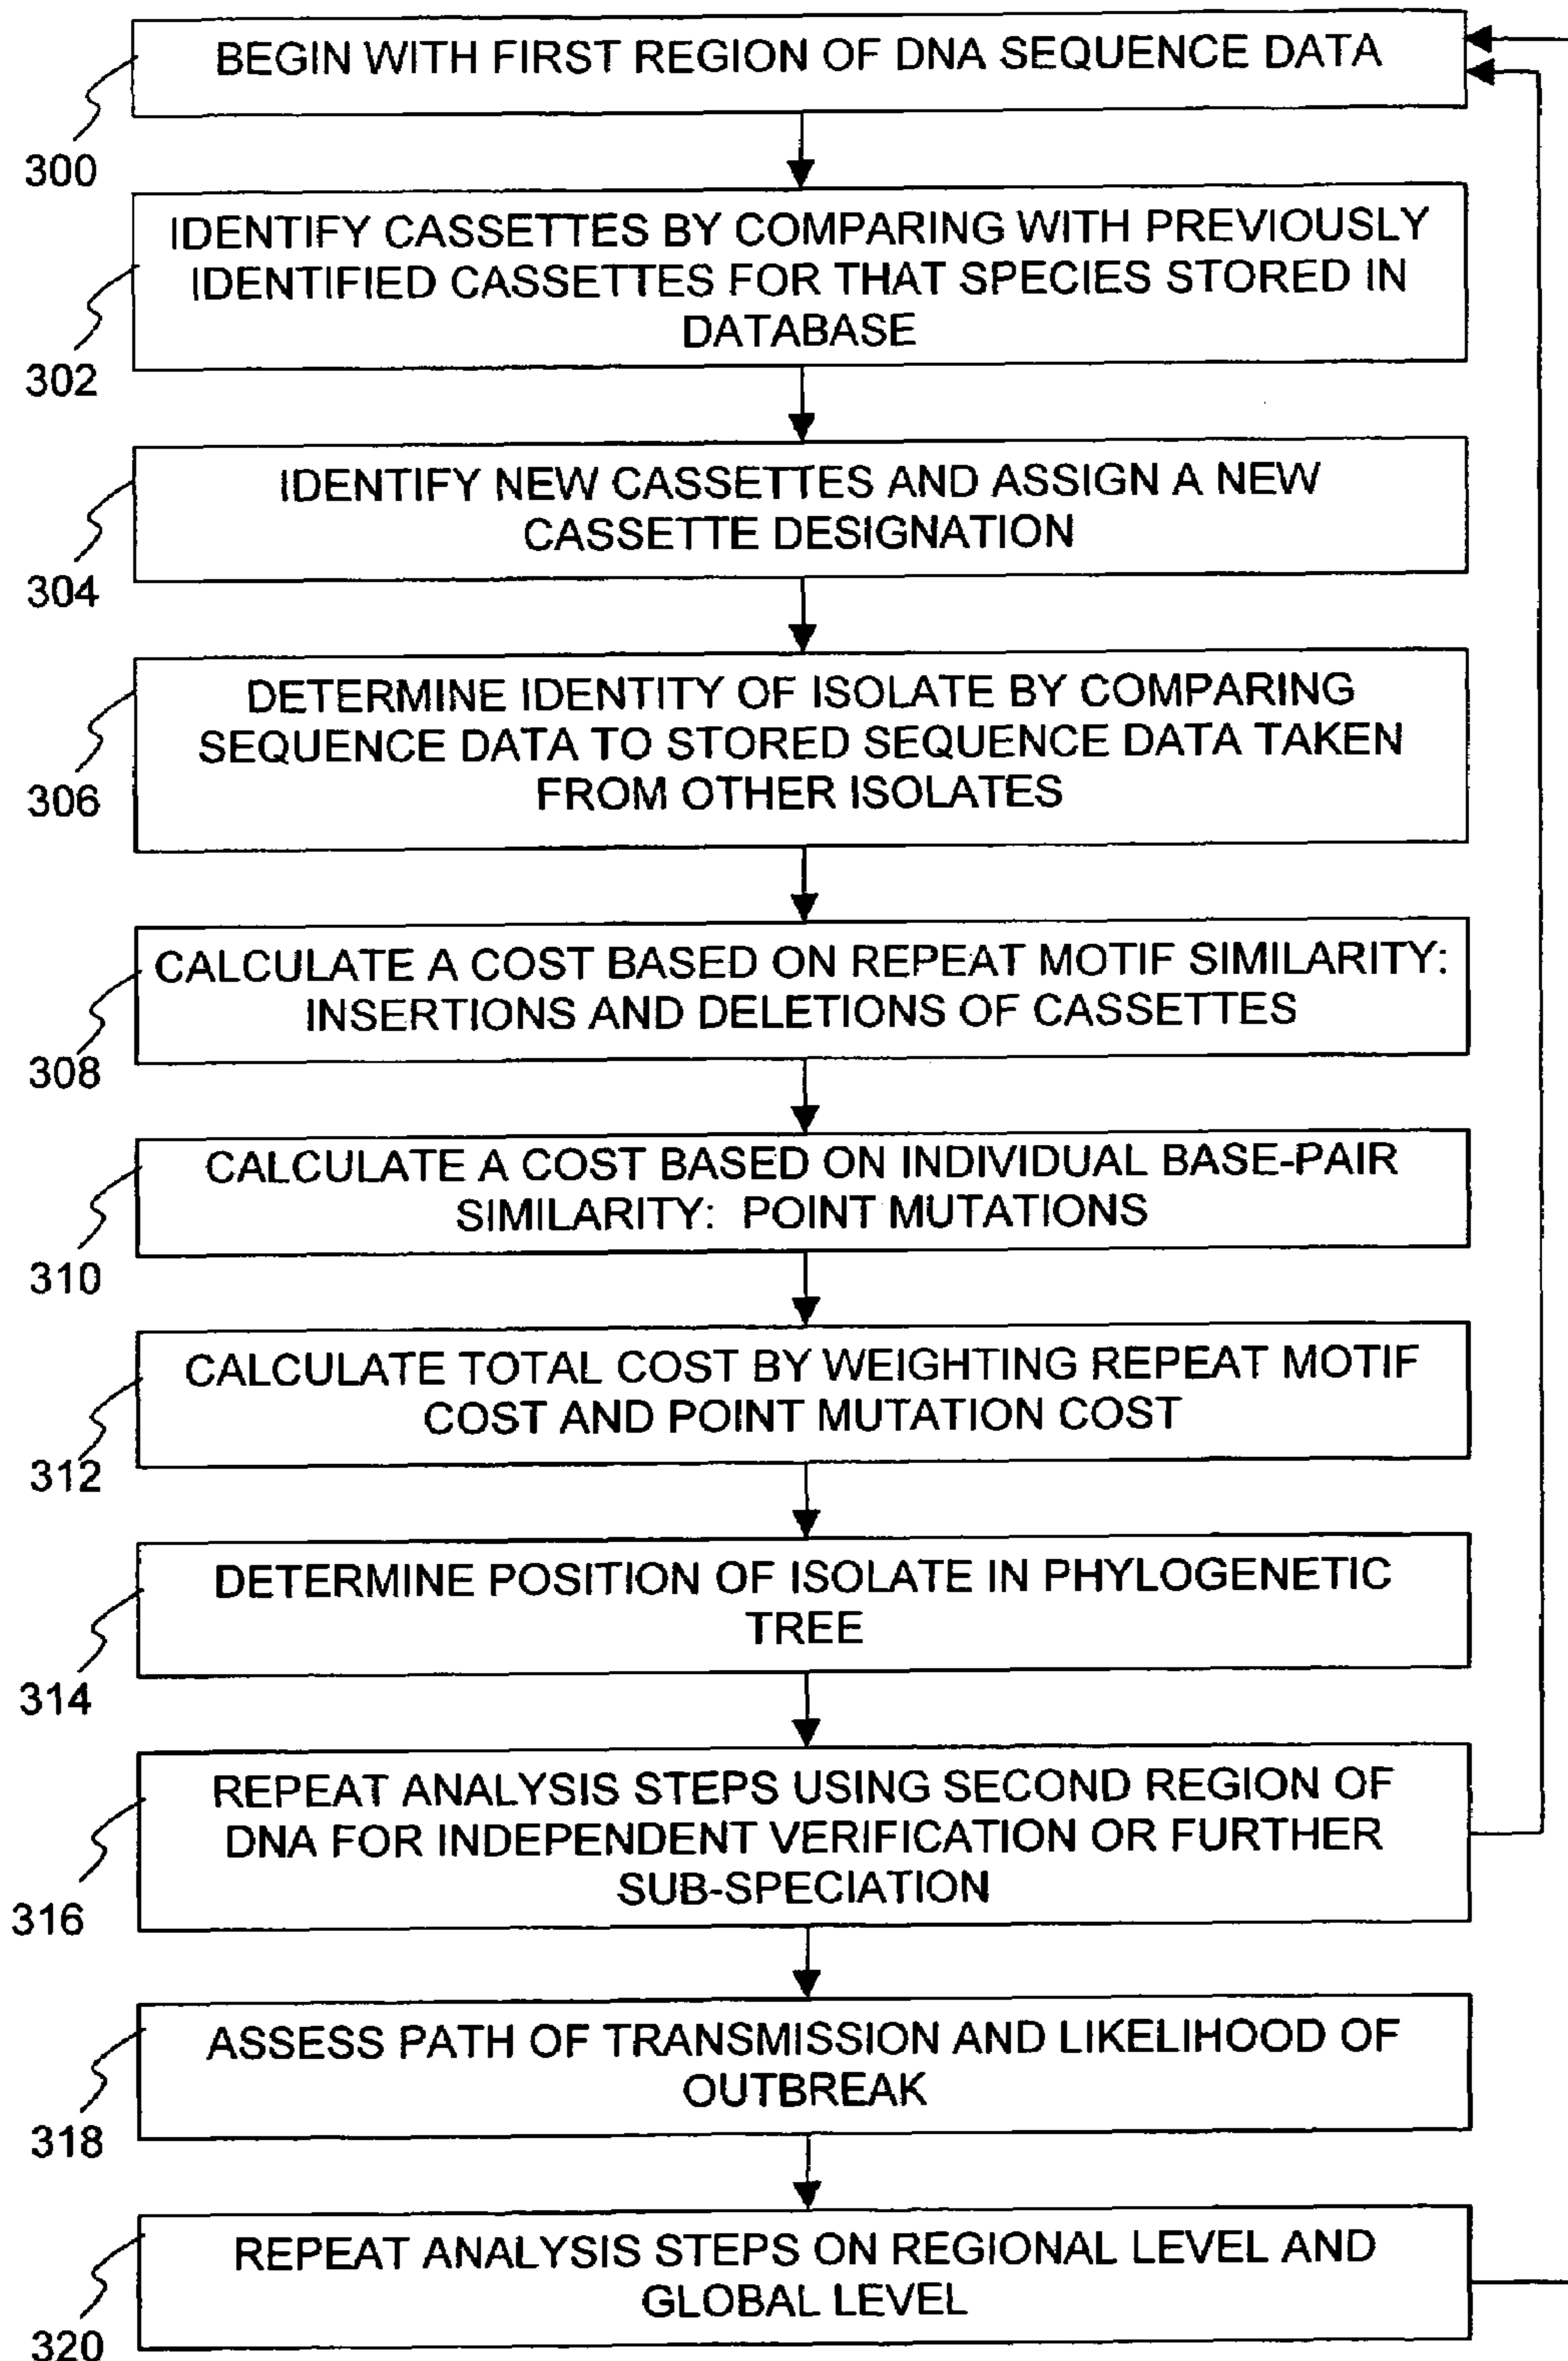 BEGIN WITH FIRST REGION OF DNA SEQUENCE DATA
300
IDENTIFY CASSETTES BY COMPARING WITH PREVIOUSLY
IDENTIFIED CASSETTES FOR THAT SPECIES STORED IN
DATABASE
302
IDENTIFY NEW CASSETTES AND ASSIGN A NEW
CASSETTE DESIGNATION
304
DETERMINE IDENTITY OF ISOLATE BY COMPARING
SEQUENCE DATA TO STORED SEQUENCE DATA TAKEN
FROM OTHER ISOLATES
306
CALCULATE A COST BASED ON REPEAT MOTIF SIMILARITY:
INSERTIONS AND DELETIONS OF CASSETTES
308
CALCULATE A COST BASED ON INDIVIDUAL BASE-PAIR
SIMILARITY: POINT MUTATIONS
310
CALCULATE TOTAL COST BY WEIGHTING REPEAT MOTIF
COST AND POINT MUTATION COST
312
DETERMINE POSITION OF ISOLATE IN PHYLOGENETIC
TREE
314
REPEAT ANALYSIS STEPS USING SECOND REGION OF
DNA FOR INDEPENDENT VERIFICATION OR FURTHER
SUB-SPECIATION
316
ASSESS PATH OF TRANSMISSION AND LIKELIHOOD OF
OUTBREAK
318
REPEAT ANALYSIS STEPS ON REGIONAL LEVEL AND
GLOBAL LEVEL
320